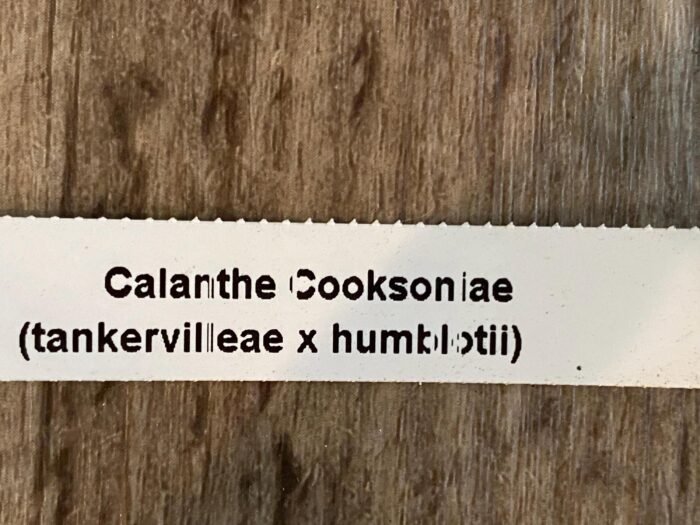 Calanthe Cooksoniae
(tankervilleae x humblotii)